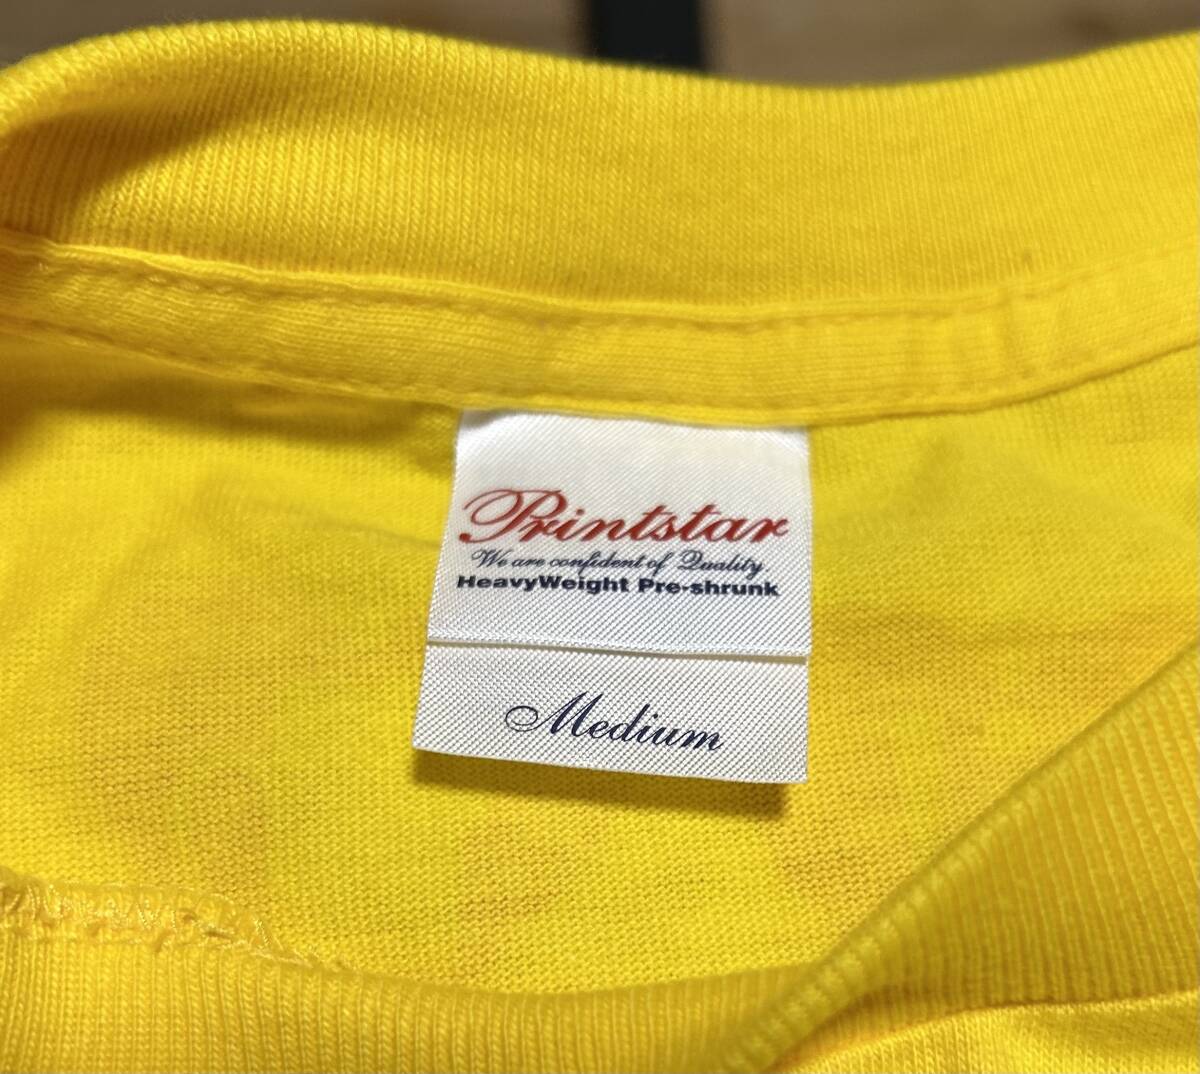 Printstar
We are confident of Quality
HeavyWeight Pre-shrunk
Medium